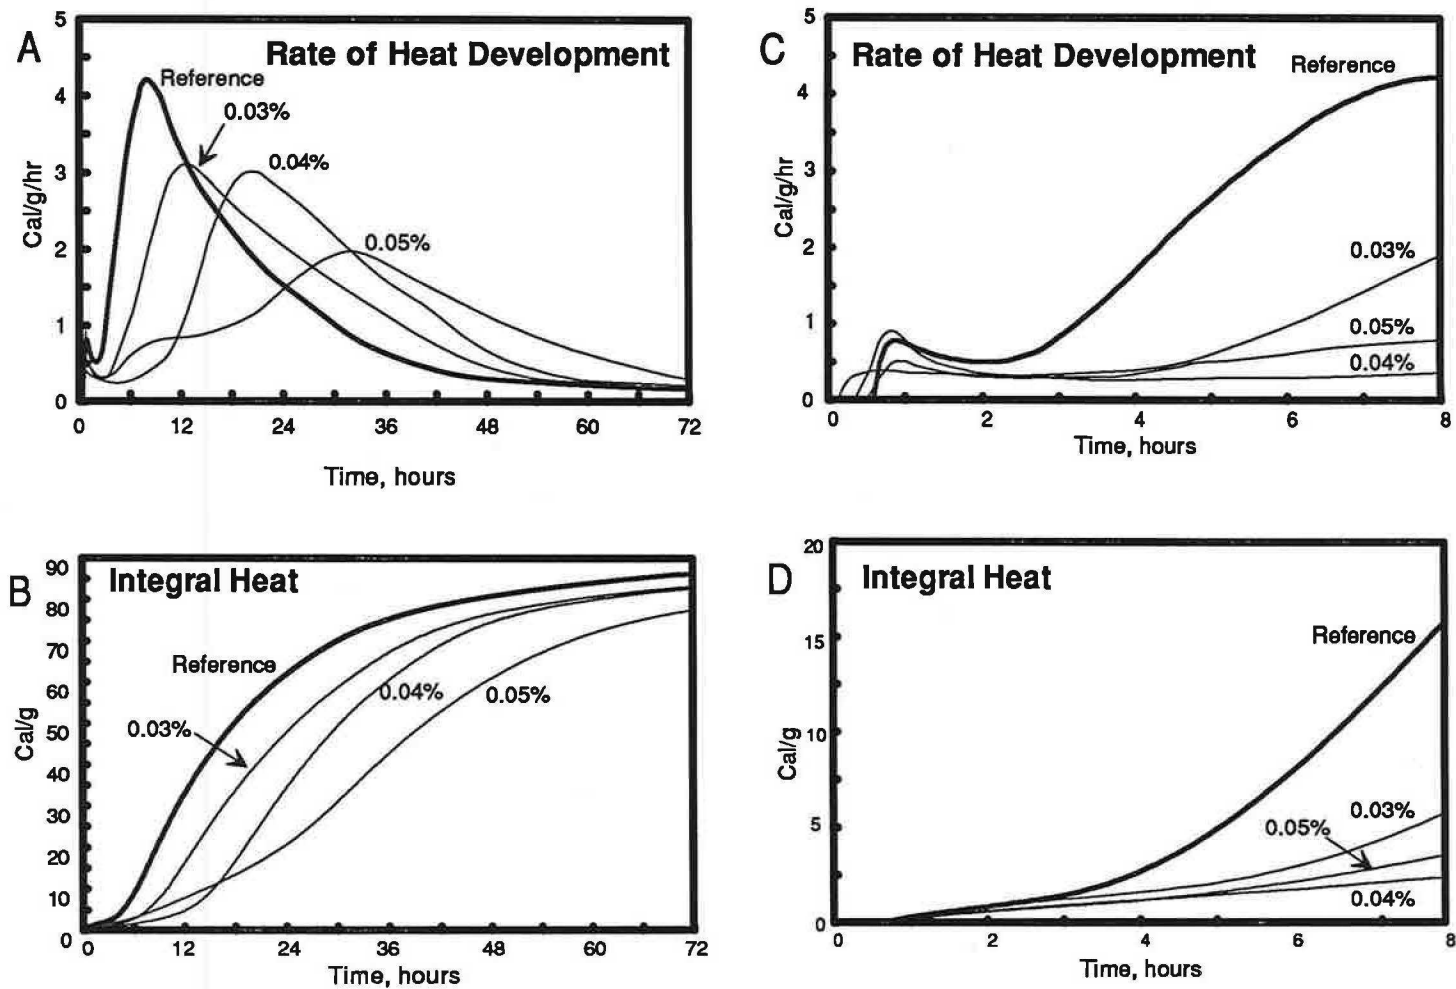 A
Rate of Heat Development
5
4
3
2
1
0
Cal/g/hr
Reference
0.03%
0.04%
0.05%
0 12 24 36 48 60 72
Time, hours
C
Rate of Heat Development
5
4
3
2
1
0
Cal/g/hr
Reference
0.03%
0.05%
0.04%
0 2 4 6 8
Time, hours
B
Integral Heat
90
80
70
60
50
40
30
20
10
0
Cal/g
Reference
0.03%
0.04%
0.05%
0 12 24 36 48 60 72
Time, hours
D
Integral Heat
20
15
10
5
0
Cal/g
Reference
0.03%
0.05%
0.04%
0 2 4 6 8
Time, hours